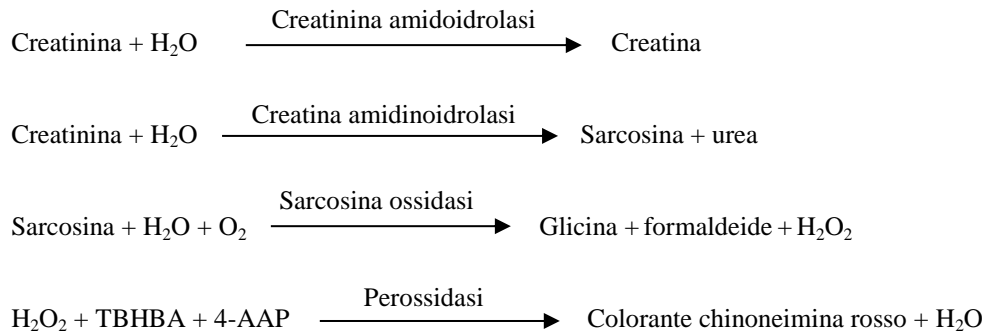 Creatinina amidoidrolasi
Creatinina + H₂O Creatina
Creatina amidinoidrolasi
Creatinina + H₂O Sarcosina + urea
Sarcosina ossidasi
Sarcosina + H₂O + O₂ Glicina + formaldeide + H₂O₂
Perossidasi
H₂O₂ + TBHBA + 4-AAP Colorante chinoneimina rosso + H₂O